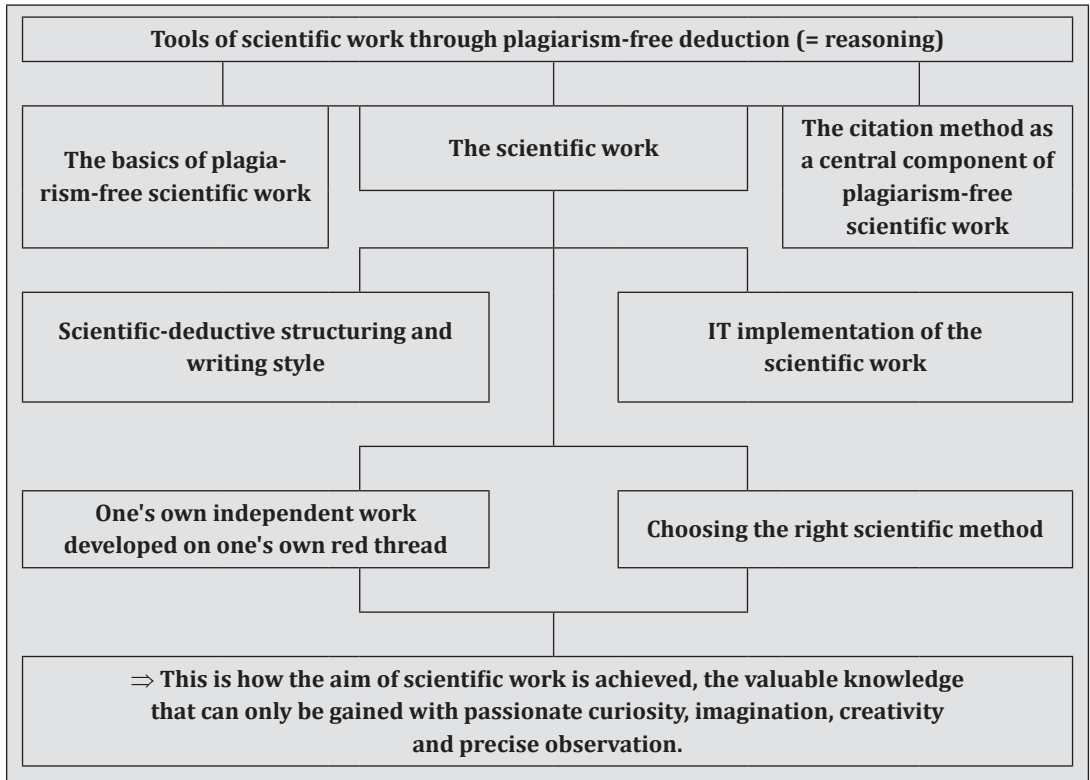 Tools of scientific work through plagiarism-free deduction (= reasoning)
The basics of plagia-
rism-free scientific work
The scientific work
The citation method as
a central component of
plagiarism-free
scientific work
Scientific-deductive structuring and
writing style
IT implementation of the
scientific work
One's own independent work
developed on one's own red thread
Choosing the right scientific method
⇒ This is how the aim of scientific work is achieved, the valuable knowledge
that can only be gained with passionate curiosity, imagination, creativity
and precise observation.